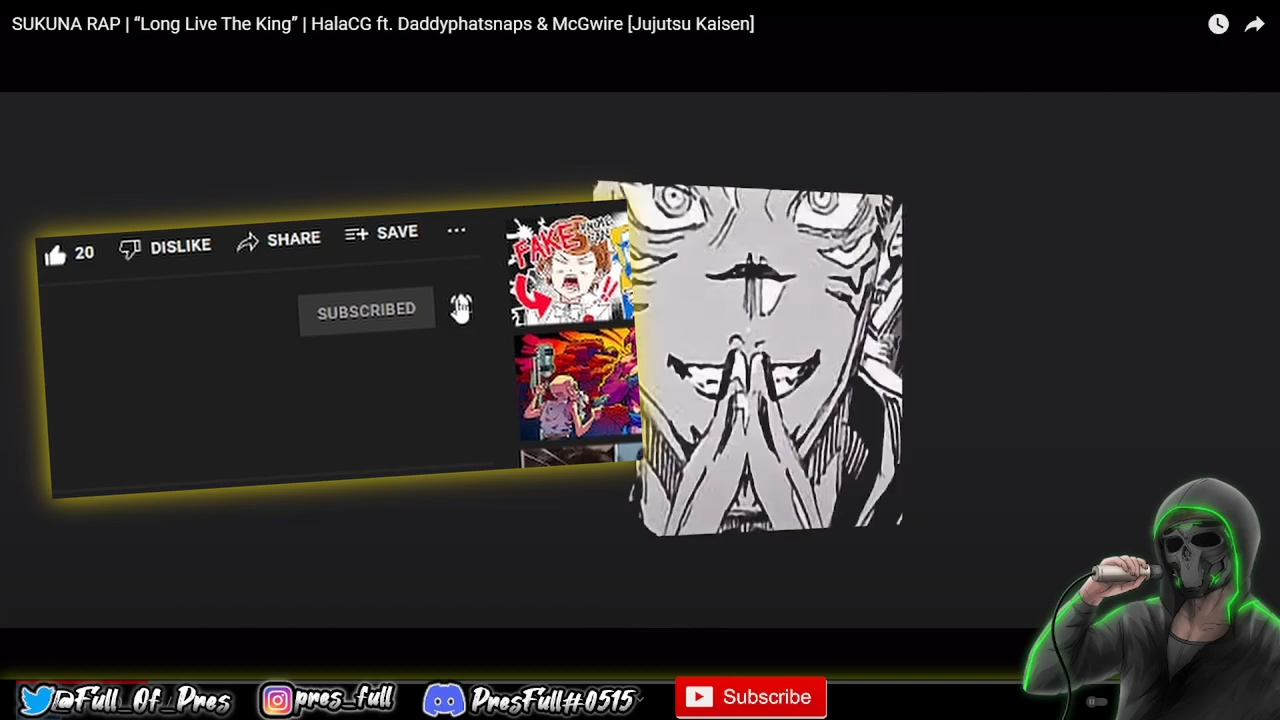 SUKUNA RAP | “Long Live The King” | HalaCG ft. Daddyphatsnaps & McGwire [Jujutsu Kaisen]
20 DISLIKE SHARE SAVE
SUBSCRIBED
FAKE
@Full_Of_Pres pres_full PresFull#0515 Subscribe